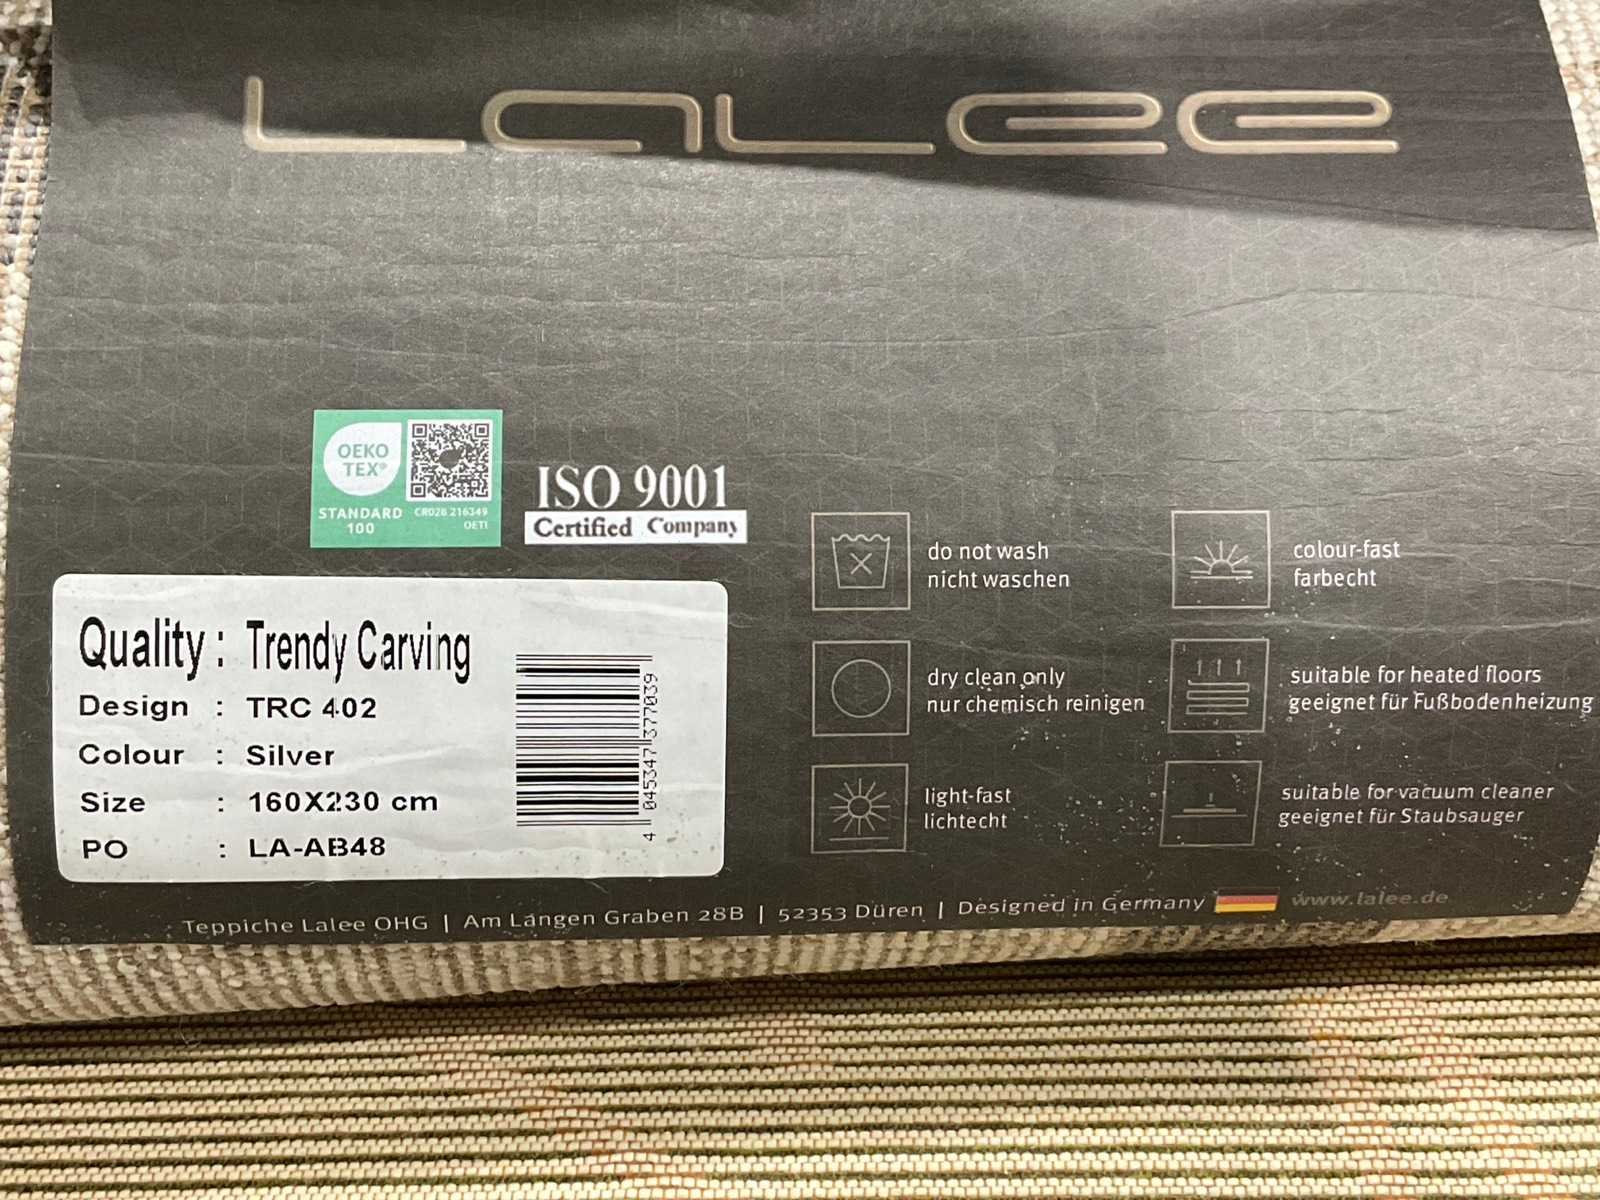 LaLee
OEKO
TEX®
STANDARD
100
CR028 216349
OETI
ISO 9001
Certified Company
Quality : Trendy Carving
Design : TRC 402
Colour : Silver
Size : 160X230 cm
PO : LA-AB48
4 045347 377039
do not wash
nicht waschen
dry clean only
nur chemisch reinigen
light-fast
lichtecht
colour-fast
farbecht
suitable for heated floors
geeignet für Fußbodenheizung
suitable for vacuum cleaner
geeignet für Staubsauger
Teppiche Lalee OHG | Am Langen Graben 28B | 52353 Düren | Designed in Germany www.lalee.de